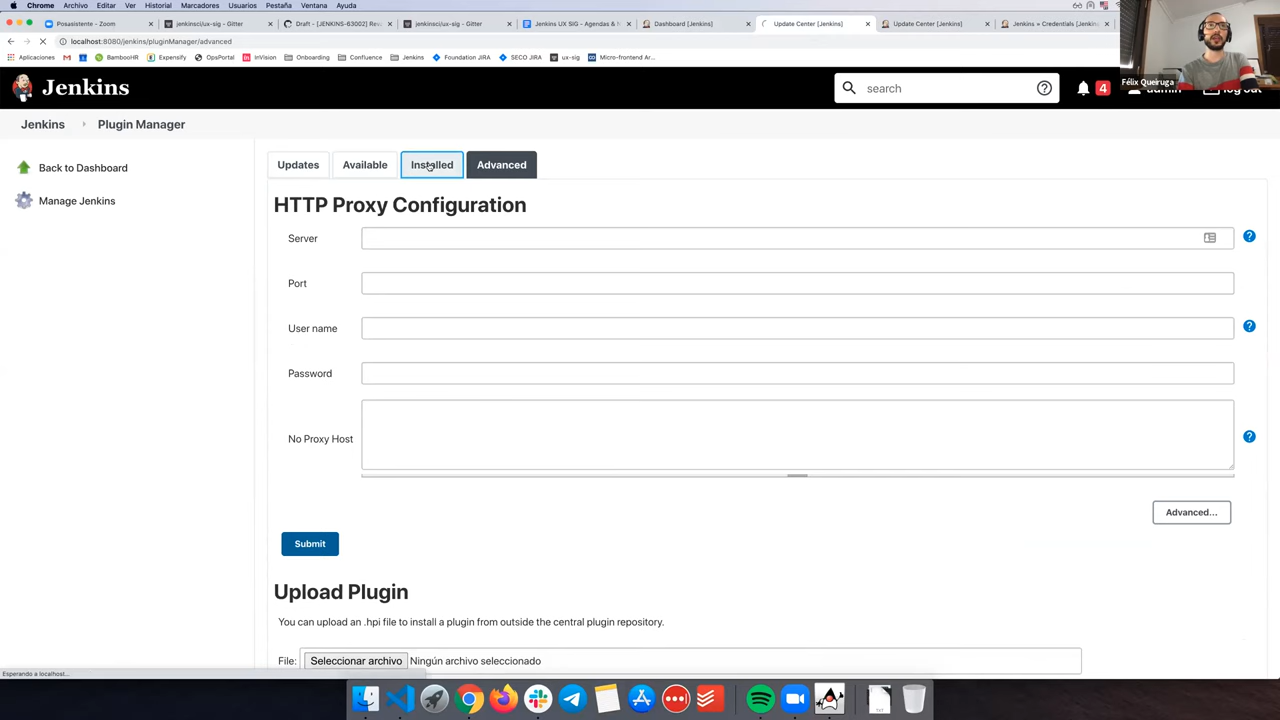 Chrome Archivo Editar Ver Historial Marcadores Usuarios Pestaña Ventana Ayuda
Posasistente - Zoom
jenkinsci/ux-sig - Gitter
Draft - [JENKINS-63002] Re
jenkinsci/ux-sig - Gitter
Jenkins UX SIG - Agendas & N
Dashboard [Jenkins]
Update Center [Jenkins]
Update Center [Jenkins]
Jenkins » Credentials [Jenkins
localhost:8080/jenkins/pluginManager/advanced
Aplicaciones
BambooHR
Expensify
OpsPortal
InVision
Onboarding
Confluence
Jenkins
Foundation JIRA
SECO JIRA
ux-sig
Micro-frontend Ar...
Félix Queiruga
Jenkins
search
4
admin
log out
Jenkins
Plugin Manager
Back to Dashboard
Manage Jenkins
Updates
Available
Installed
Advanced
HTTP Proxy Configuration
Server
Port
User name
Password
No Proxy Host
Advanced...
Submit
Upload Plugin
You can upload an .hpi file to install a plugin from outside the central plugin repository.
File: Seleccionar archivo Ningún archivo seleccionado
Esperando a localhost...